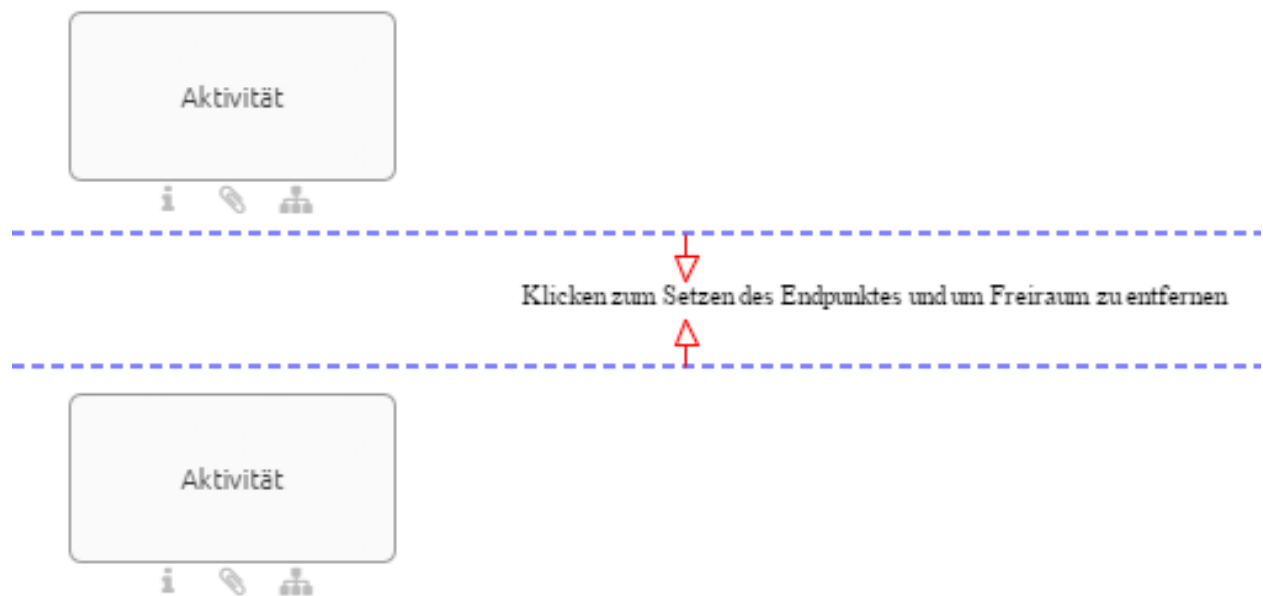 Aktivität
Klicken zum Setzen des Endpunktes und um Freiraum zu entfernen
Aktivität